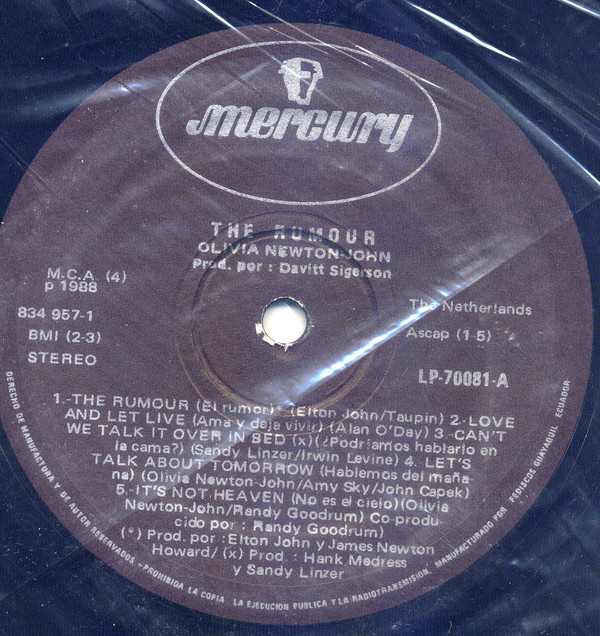 mercury
THE RUMOUR
OLIVIA NEWTON-JOHN
Prod. por : Davitt Sigerson
M.C.A. (4)
p 1988
834 957-1
BMI (2-3)
STEREO
The Netherlands
Ascap (1-5)
LP-70081-A
1.-THE RUMOUR (El rumor)* (Elton John/Taupin) 2.-LOVE
AND LET LIVE (Ama y deja vivir) (Alan O'Day) 3.-CAN'T
WE TALK IT OVER IN BED (x)(¿Podríamos hablarlo en
la cama?) (Sandy Linzer/Irwin Levine) 4.- LET'S
TALK ABOUT TOMORROW (Hablemos del maña-
na) (Olivia Newton-John/Amy Sky/John Capek)
5.-IT'S NOT HEAVEN (No es el cielo)(Olivia
Newton-John/Randy Goodrum) Co produ-
cido por : Randy Goodrum)
(*) Prod. por :Elton John y James Newton
Howard/ (x) Prod. : Hank Medress
y Sandy Linzer
DERECHO DE MANUFACTURA Y DE AUTOR RESERVADOS -PROHIBIDA LA COPIA LA EJECUCION PUBLICA Y LA RADIOTRANSMISION, MANUFACTURADO POR FEDISCOS GUAYAQUIL ECUADOR